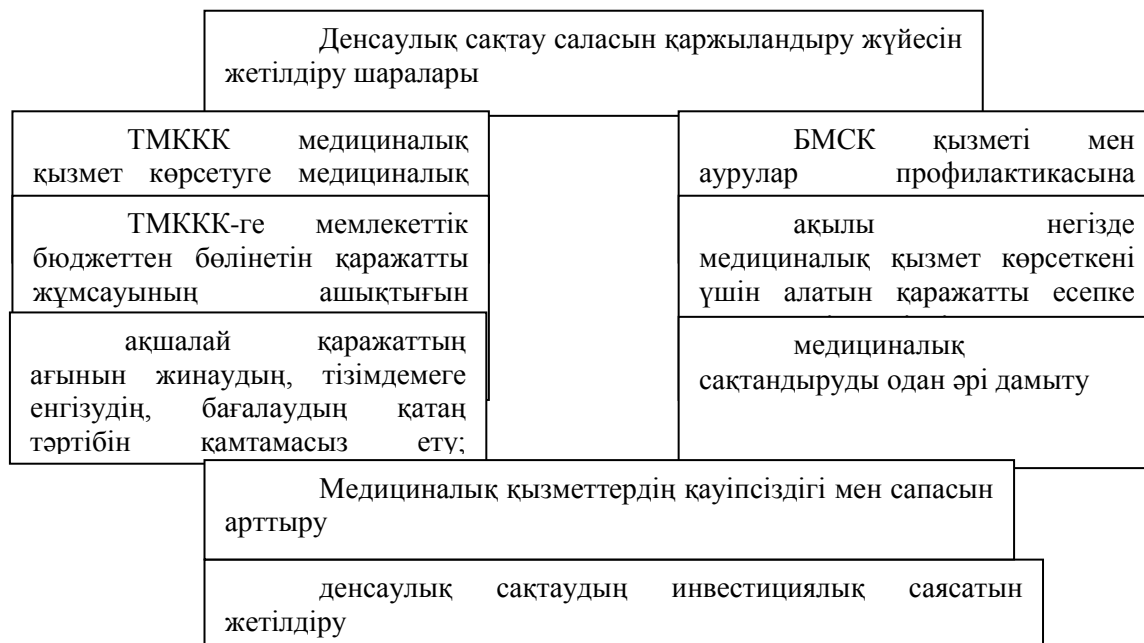 Денсаулық сақтау саласын қаржыландыру жүйесін
жетілдіру шаралары
ТМККК медициналық
қызмет көрсетуге медициналық
ТМККК-ге мемлекеттік
бюджеттен бөлінетін қаражатты
жұмсауының ашықтығын
ақшалай қаражаттың
ағынын жинаудың, тізімдемеге
енгізудің, бағалаудың қатаң
тәртібін қамтамасыз ету;
БМСК қызметі мен
аурулар профилактикасына
ақылы негізде
медициналық қызмет көрсеткені
үшін алатын қаражатты есепке
медициналық
сақтандыруды одан әрі дамыту
Медициналық қызметтердің қауіпсіздігі мен сапасын
арттыру
денсаулық сақтаудың инвестициялық саясатын
жетілдіру